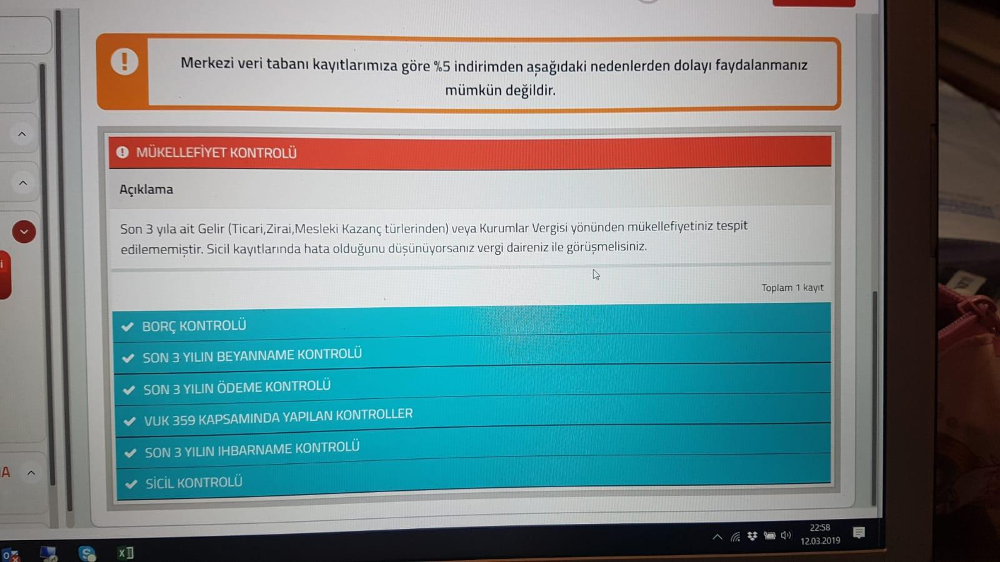 Merkezi veri tabanı kayıtlarımıza göre %5 indirimden aşağıdaki nedenlerden dolayı faydalanmanız
mümkün değildir.
MÜKELLEFİYET KONTROLÜ
Açıklama
Son 3 yıla ait Gelir (Ticari,Zirai,Mesleki Kazanç türlerinden) veya Kurumlar Vergisi yönünden mükellefiyetiniz tespit
edilememiştir. Sicil kayıtlarında hata olduğunu düşünüyorsanız vergi daireniz ile görüşmelisiniz.
Toplam 1 kayıt
BORÇ KONTROLÜ
SON 3 YILIN BEYANNAME KONTROLÜ
SON 3 YILIN ÖDEME KONTROLÜ
VUK 359 KAPSAMINDA YAPILAN KONTROLLER
SON 3 YILIN IHBARNAME KONTROLÜ
SİCİL KONTROLÜ
22:58
12.03.2019